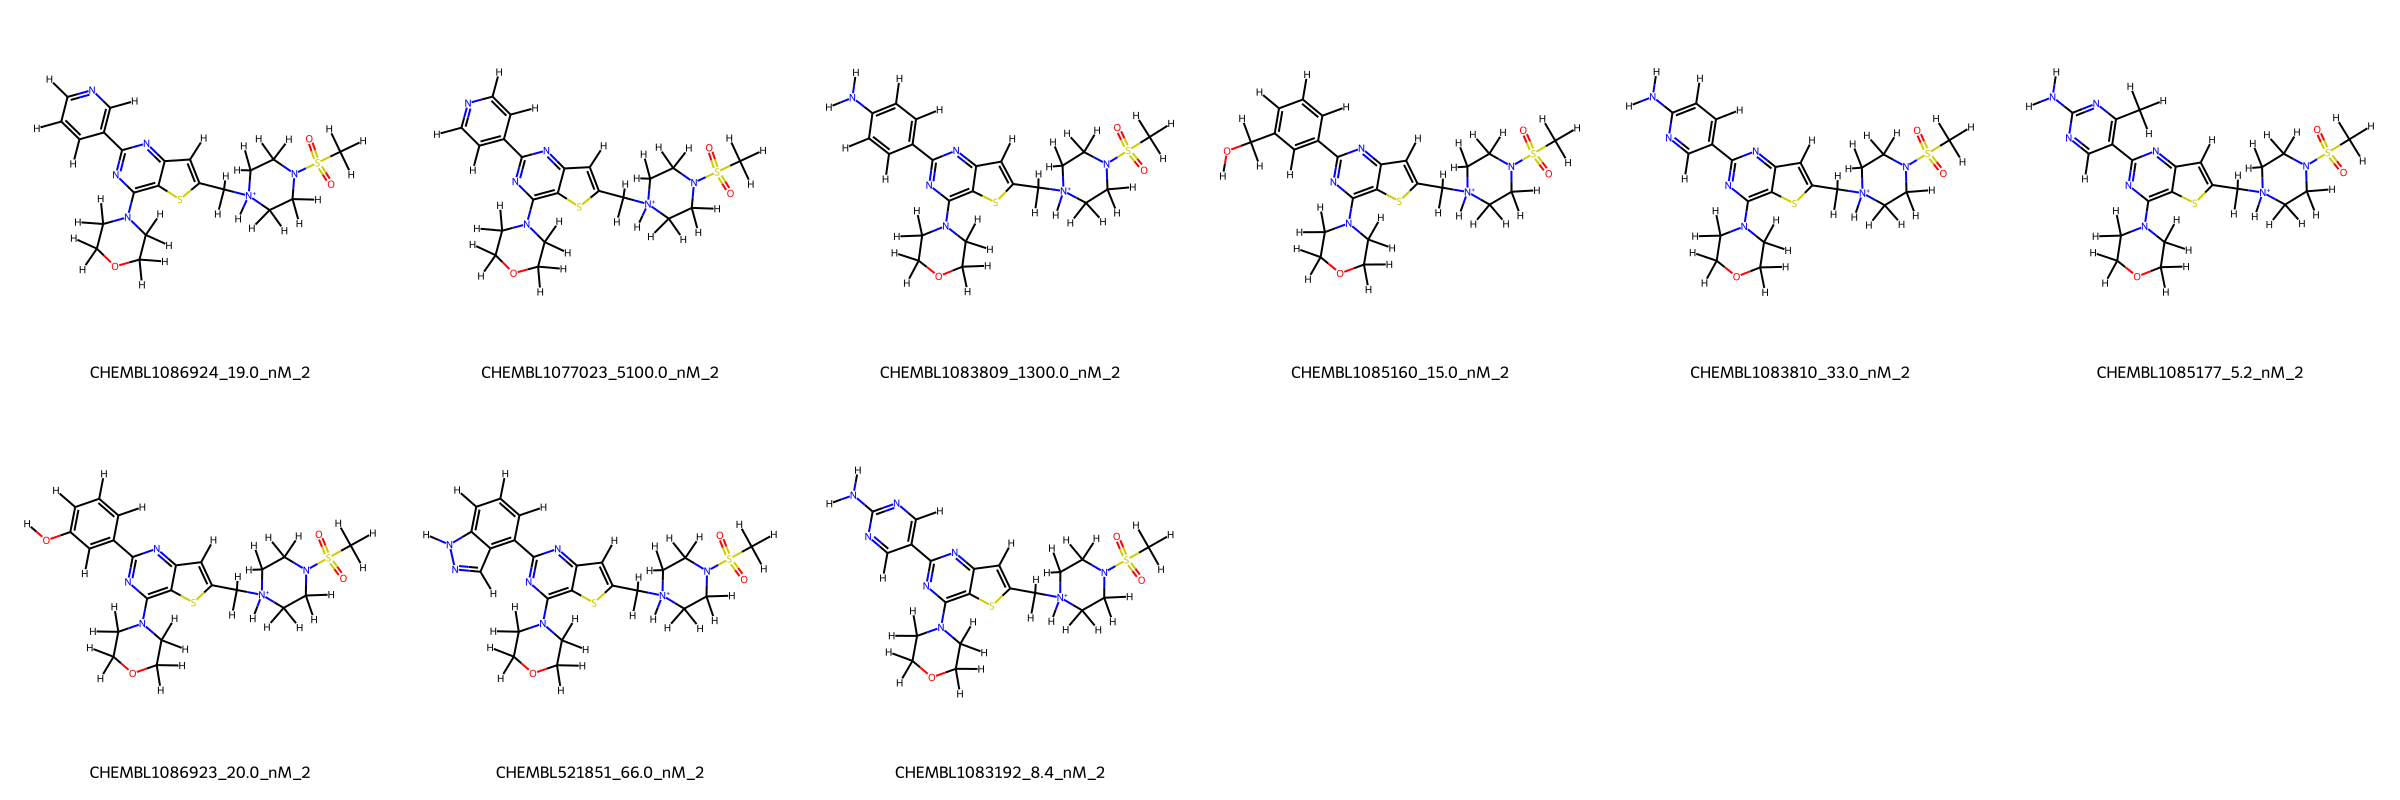 CHEMBL1086924_19.0_nM_2
CHEMBL1077023_5100.0_nM_2
CHEMBL1083809_1300.0_nM_2
CHEMBL1085160_15.0_nM_2
CHEMBL1083810_33.0_nM_2
CHEMBL1085177_5.2_nM_2
CHEMBL1086923_20.0_nM_2
CHEMBL521851_66.0_nM_2
CHEMBL1083192_8.4_nM_2